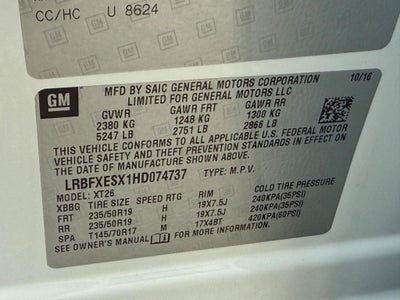 CC/HC U 8624
GM
MFD BY SAIC GENERAL MOTORS CORPORATION 10/16
LIMITED FOR GENERAL MOTORS LLC
GVWR GAWR FRT GAWR RR
2380 KG 1248 KG 1300 KG
5247 LB 2751 LB 2866 LB
THIS VEHICLE CONFORMS TO ALL APPLICABLE U.S. FEDERAL
MOTOR VEHICLE SAFETY, BUMPER, AND THEFT PREVENTION STANDARDS IN EFFECT ON THE
DATE OF MANUFACTURE SHOWN ABOVE.
LRBFXESX1HD074737 TYPE: M.P.V.
MODEL: XT26
XBBG TIRE SIZE SPEED RTG RIM COLD TIRE PRESSURE
FRT 235/50R19 H 19X7.5J 240KPA(35PSI)
RR 235/50R19 H 19X7.5J 240KPA(35PSI)
SPA T145/70R17 M 17X4BT 420KPA(60PSI)
SEE OWNER'S MANUAL FOR MORE INFORMATION.